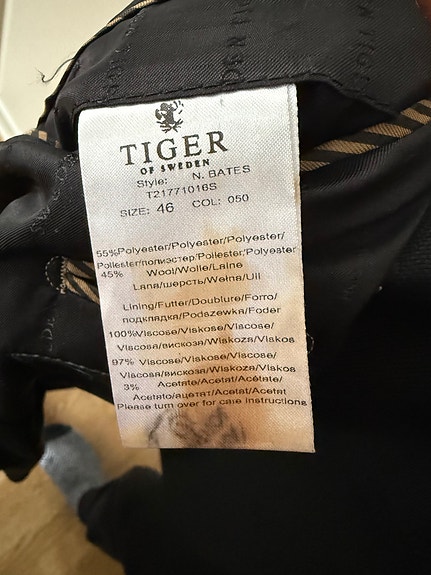 TIGER
OF SWEDEN
Style: N. BATES
T21771016S
SIZE: 46 COL: 050
55%Polyester/Polyester/Polyester/
Poliester/полиэстер/Poliester/Polyester
45% Wool/Wolle/Laine
Lana/шерсть/Wełna/Ull
Lining/Futter/Doublure/Forro/
подкладка/Podszewka/Foder
100%Viscose/Viskose/Viscose/
Viscosa/вискоза/Wiskoza/Viskos
97% Viscose/Viskose/Viscose/
Viscosa/вискоза/Wiskoza/Viskos
3% Acetate/Acetat/Acétate/
Acetato/ацетат/Acetat/Acetat
Please turn over for care instructions